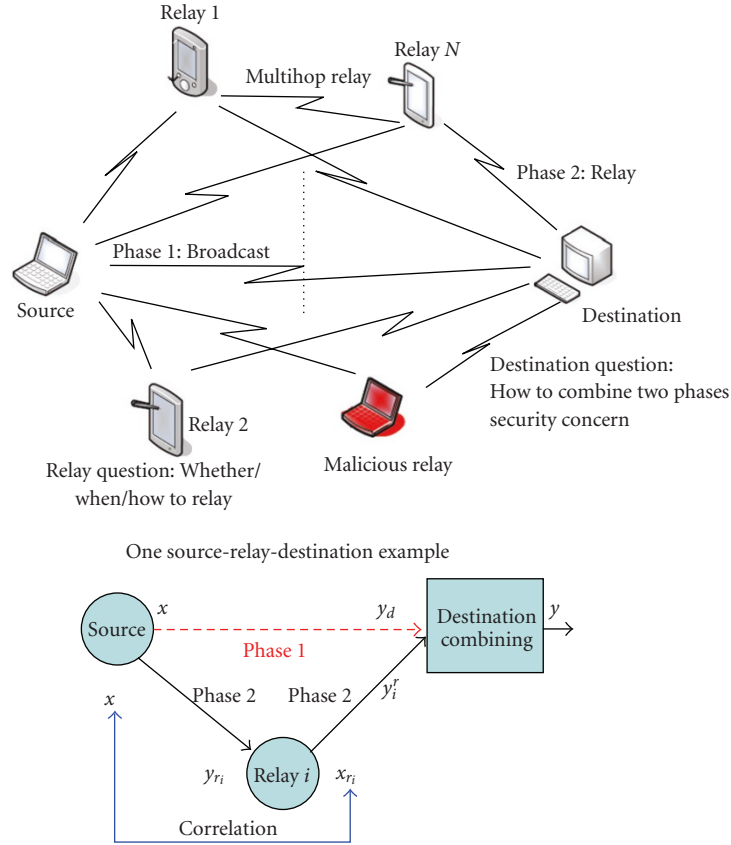 Relay 1
Relay N
Multihop relay
Phase 2: Relay
Phase 1: Broadcast
Source
Destination
Relay 2
Malicious relay
Destination question:
How to combine two phases
security concern
Relay question: Whether/
when/how to relay
One source-relay-destination example
Source
x
y_d
Destination
combining
y
Phase 1
Phase 2
Phase 2
y_i^r
x
y_{r_i}
Relay i
x_{r_i}
Correlation